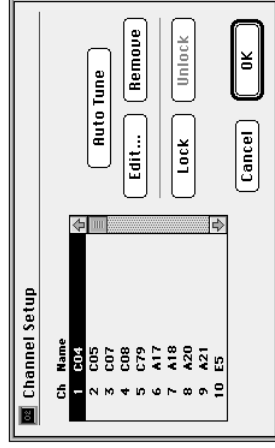 Channel Setup
Ch Name
1 C04
2 C05
3 C07
4 C08
5 C79
6 A17
7 A18
8 A20
9 A21
10 E5
Auto Tune
Edit... Remove
Lock Unlock
Cancel OK